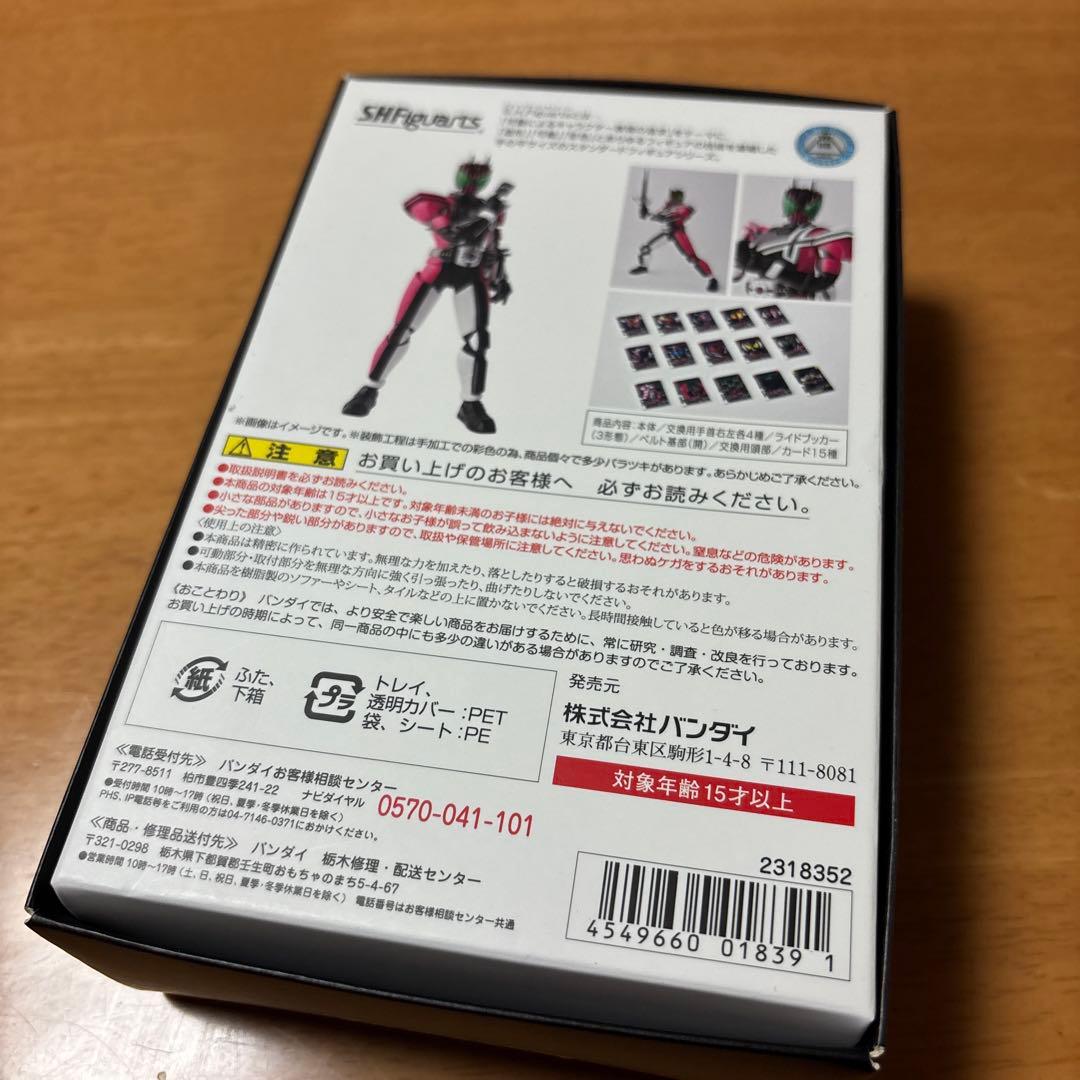 S.H.Figuarts
手のサイズのスタンダードフィギュアシリーズ。
商品内容:本体/交換用手首右左各4種/ライドブッカー
(3形態)/ベルト基部(開)/交換用頭部/カード15種
※画像はイメージです。※装飾工程は手加工での彩色の為、商品個々で多少バラツキがあります。あらかじめご了承ください。
注意 お買い上げのお客様へ 必ずお読みください。
●取扱説明書を必ずお読みください。
●本商品の対象年齢は15才以上です。対象年齢未満のお子様には絶対に与えないでください。
●小さな部品がありますので、小さなお子様が誤って飲み込まないように注意してください。窒息などの危険があります。
●尖った部分や鋭い部分がありますので、取扱や保管場所に注意してください。思わぬケガをするおそれがあります。
〈使用上の注意〉
●本商品は精密に作られています。無理な力を加えたり、落としたりすると破損するおそれがあります。
●可動部分・取付部分を無理な方向に強く引っ張ったり、曲げたりしないでください。
●本商品を樹脂製のソファーやシート、タイルなどの上に置かないでください。長時間接触していると色が移る場合があります。
《おことわり》 バンダイでは、より安全で楽しい商品をお届けするために、常に研究・調査・改良を行っております。
お買い上げの時期によって、同一商品の中にも多少の違いがある場合がありますのでご了承ください。
紙 ふた、
下箱
プラ トレイ、
透明カバー:PET
袋、シート:PE
発売元
株式会社バンダイ
東京都台東区駒形1-4-8 〒111-8081
対象年齢15才以上
≪電話受付先≫ バンダイお客様相談センター
〒277-8511 柏市豊四季241-22 ナビダイヤル 0570-041-101
●受付時間 10時~17時(祝日、夏季・冬季休業日を除く)
PHS、IP電話等をご利用の方は04-7146-0371におかけください。
≪商品・修理品送付先≫ バンダイ 栃木修理・配送センター
〒321-0298 栃木県下都賀郡壬生町おもちゃのまち5-4-67
●営業時間 10時~17時(土、日、祝日、夏季・冬季休業日を除く) 電話番号はお客様相談センター共通
2318352
4549660 01839 1